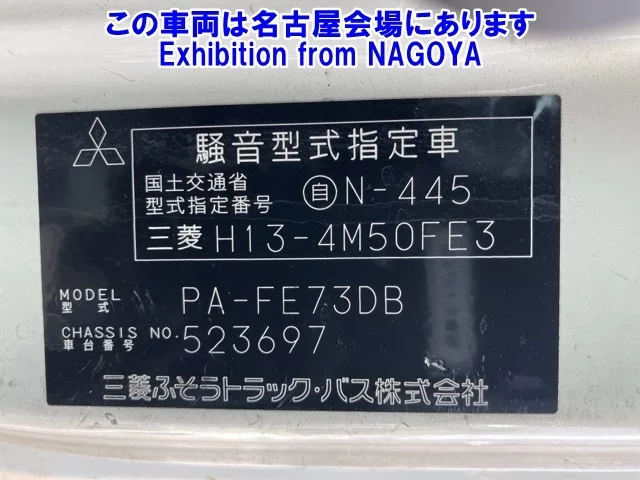 この車両は名古屋会場にあります
Exhibition from NAGOYA
騒音型式指定車
国土交通省
型式指定番号 自N-445
三菱 H13-4M50FE3
MODEL
型式 PA-FE73DB
CHASSIS NO.
車台番号 523697
三菱ふそうトラック・バス株式会社